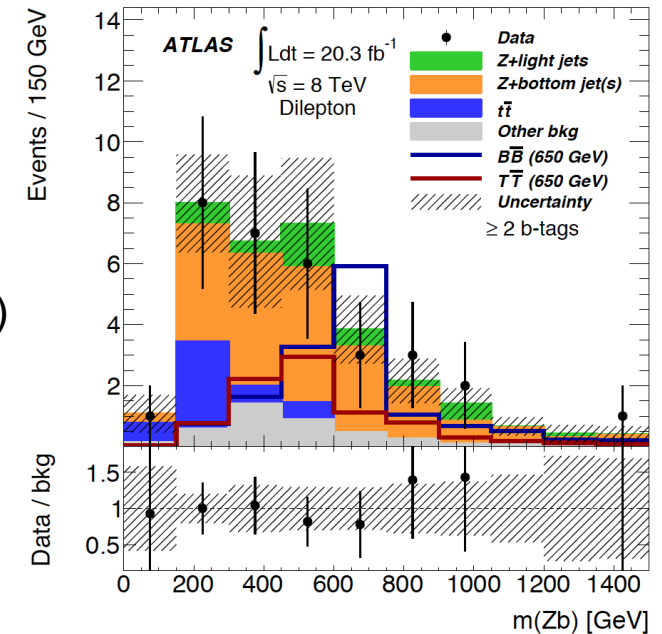 Events / 150 GeV
14
12
10
8
6
4
2
ATLAS
∫Ldt = 20.3 fb⁻¹
√s = 8 TeV
Dilepton
Data
Z+light jets
Z+bottom jet(s)
tt̄
Other bkg
BB̄ (650 GeV)
TT̄ (650 GeV)
Uncertainty
≥ 2 b-tags
)
Data / bkg
1.5
1
0.5
0 200 400 600 800 1000 1200 1400
m(Zb) [GeV]